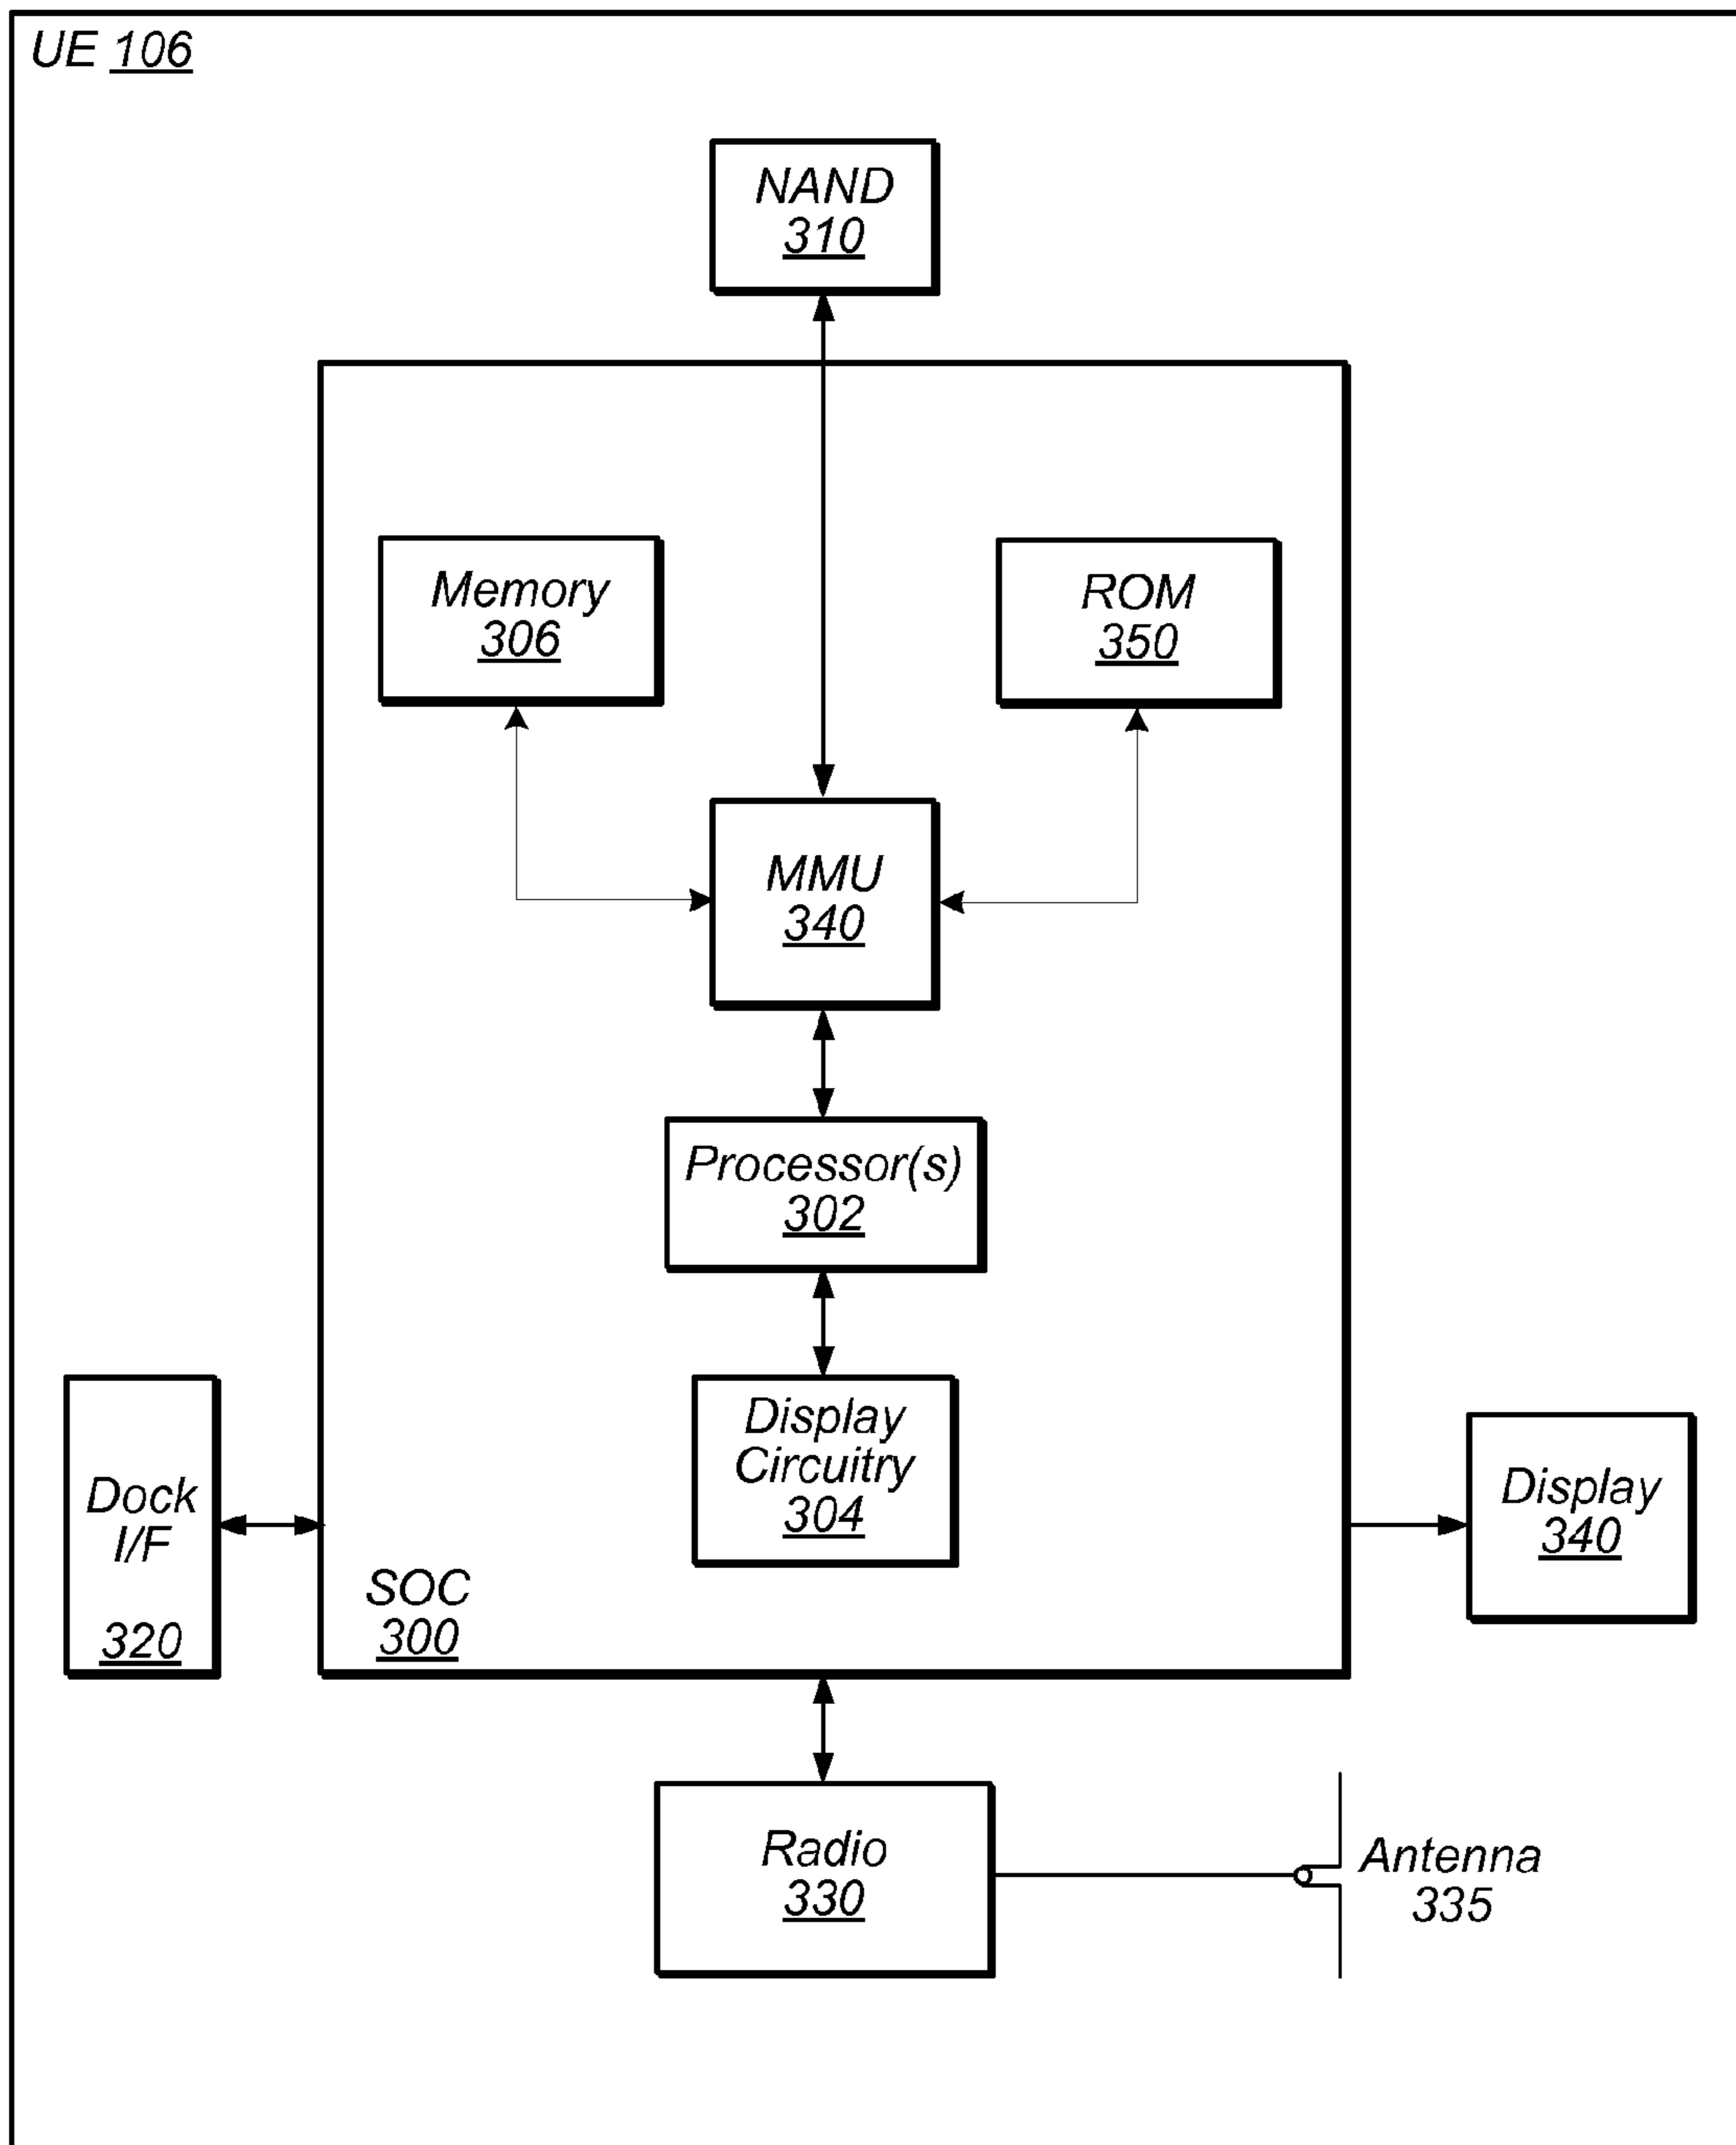 UE 106
NAND
310
Memory
306
ROM
350
MMU
340
Processor(s)
302
Display
Circuitry
304
Dock
I/F
320
SOC
300
Display
340
Radio
330
Antenna
335